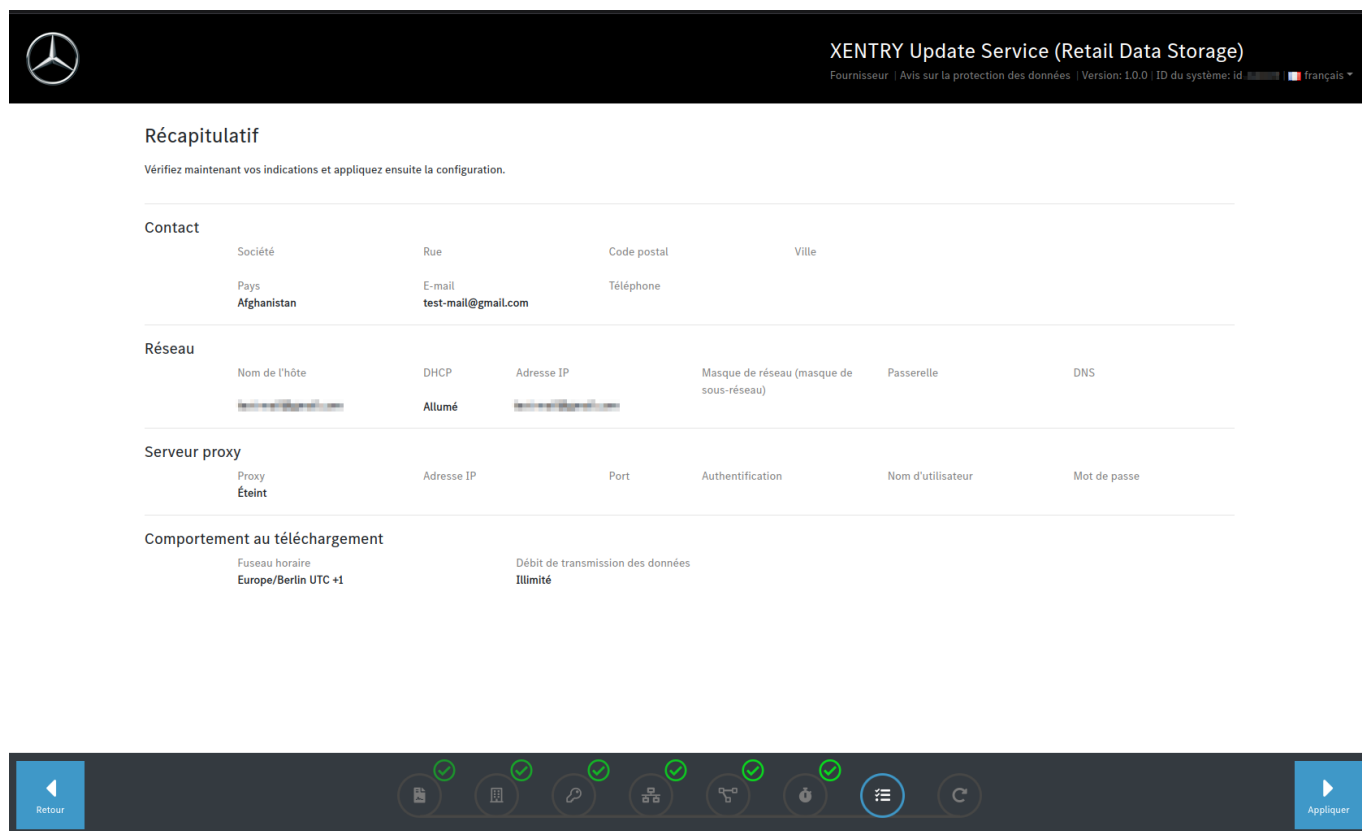 XENTRY Update Service (Retail Data Storage)
Fournisseur | Avis sur la protection des données | Version: 1.0.0 | ID du système: id | français
Récapitulatif
Vérifiez maintenant vos indications et appliquez ensuite la configuration.
Contact
Société Rue Code postal Ville
Pays E-mail Téléphone
Afghanistan test-mail@gmail.com
Réseau
Nom de l'hôte DHCP Adresse IP Masque de réseau (masque de Passerelle DNS
sous-réseau)
Allumé
Serveur proxy
Proxy Adresse IP Port Authentification Nom d'utilisateur Mot de passe
Éteint
Comportement au téléchargement
Fuseau horaire Débit de transmission des données
Europe/Berlin UTC +1 Illimité
Retour Appliquer